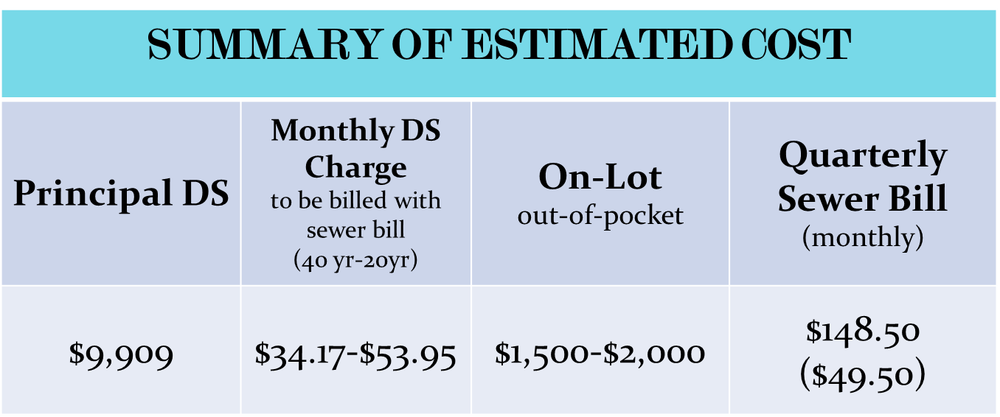 SUMMARY OF ESTIMATED COST
Principal DS
Monthly DS
Charge
to be billed with
sewer bill
(40 yr-20yr)
On-Lot
out-of-pocket
Quarterly
Sewer Bill
(monthly)
$9,909
$34.17-$53.95
$1,500-$2,000
$148.50
($49.50)